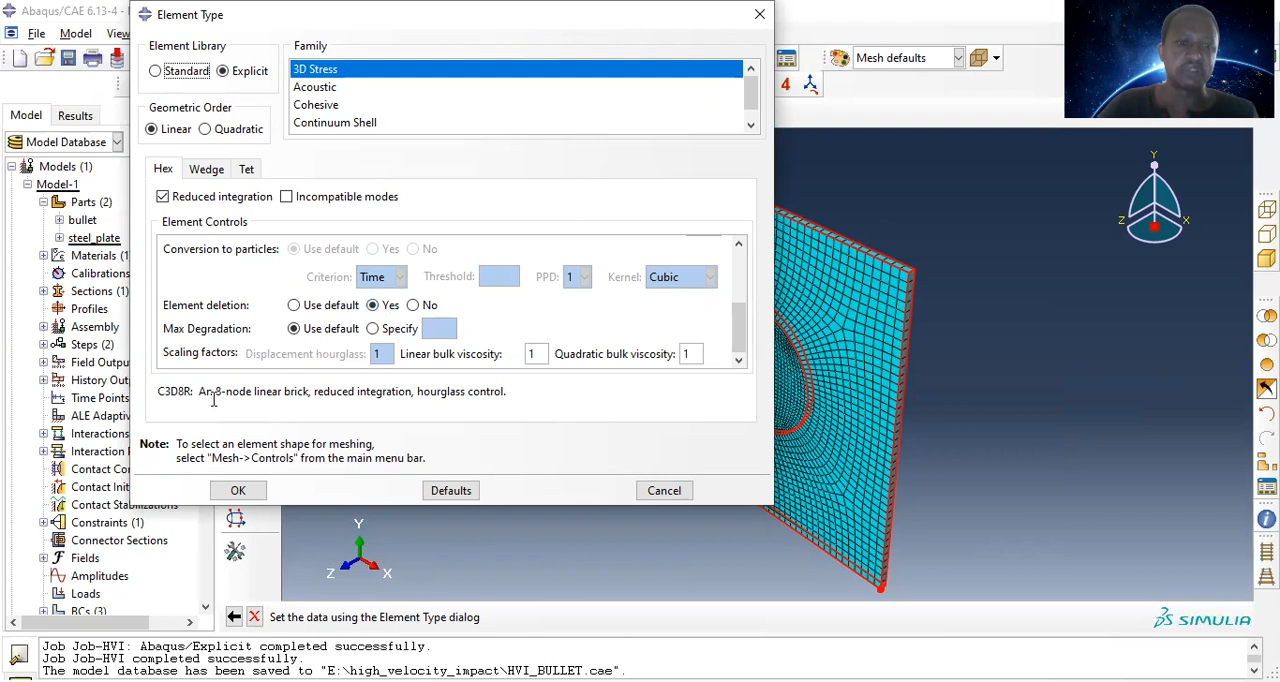 Abaqus/CAE 6.13-4 -
Element Type
File Model
Element Library
Standard Explicit
Geometric Order
Linear Quadratic
Family
3D Stress
Acoustic
Cohesive
Continuum Shell
Mesh defaults
4
Model Results
Model Database
Hex Wedge Tet
Reduced integration Incompatible modes
Element Controls
Conversion to particles: Use default Yes No
Criterion: Time Threshold: PPD: 1 Kernel: Cubic
Element deletion: Use default Yes No
Max Degradation: Use default Specify
Scaling factors: Displacement hourglass: 1 Linear bulk viscosity: 1 Quadratic bulk viscosity: 1
C3D8R: An 8-node linear brick, reduced integration, hourglass control.
Note: To select an element shape for meshing,
select "Mesh->Controls" from the main menu bar.
OK Defaults Cancel
Models (1)
Model-1
Parts (2)
bullet
steel_plate
Materials (1
Calibrations
Sections (1)
Profiles
Assembly
Steps (2)
Field Outpu
History Outp
Time Points
ALE Adaptiv
Interactions
Interaction P
Contact Con
Contact Init
Contact Stabilizations
Constraints (1)
Connector Sections
Fields
Amplitudes
Loads
BCs (3)
Y
Z X
Y
Z X
Set the data using the Element Type dialog
SIMULIA
Job Job-HVI: Abaqus/Explicit completed successfully.
Job Job-HVI completed successfully.
The model database has been saved to "E:\high_velocity_impact\HVI_BULLET.cae".